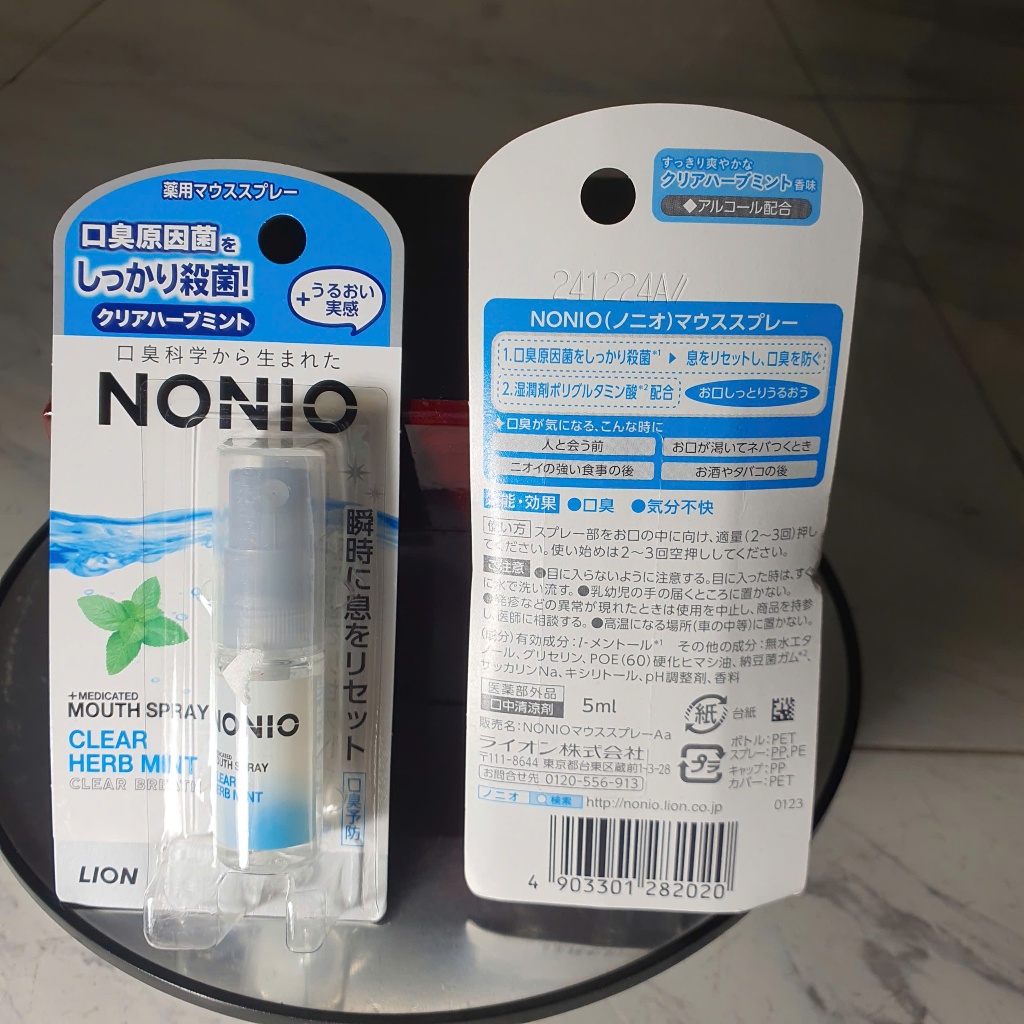 薬用マウススプレー
口臭原因菌を
しっかり殺菌!
+うるおい
実感
クリアハーブミント
口臭科学から生まれた
NONIO
瞬時に息をリセット
口臭予防
+MEDICATED
MOUTH SPRAY
CLEAR
HERB MINT
CLEAR BREATH
LION
NONIO
MEDICATED
MOUTH SPRAY
CLEAR
HERB MINT
すっきり爽やかな
クリアハーブミント香味
◆アルコール配合
241224A
NONIO(ノニオ)マウススプレー
1.口臭原因菌をしっかり殺菌*1 ▶ 息をリセットし、口臭を防ぐ
2.湿潤剤ポリグルタミン酸*2配合 お口しっとりうるおう
◆口臭が気になる、こんな時に
人と会う前 お口が渇いてネバつくとき
ニオイの強い食事の後 お酒やタバコの後
効能・効果 ●口臭 ●気分不快
使い方 スプレー部をお口の中に向け、適量(2~3回)押し
てください。使い始めは2~3回空押ししてください。
ご注意 ●目に入らないように注意する。目に入った時は、すぐ
に水で洗い流す。●乳幼児の手の届くところに置かない。
●発疹などの異常が現れたときは使用を中止し、商品を持参
し医師に相談する。●高温になる場所(車の中等)に置かない。
(成分)有効成分:l-メントール*1 その他の成分:無水エタ
ノール、グリセリン、POE(60)硬化ヒマシ油、納豆菌ガム*2、
サッカリンNa、キシリトール、pH調整剤、香料
医薬部外品
口中清涼剤 5ml
販売名:NONIOマウススプレーAa
ライオン株式会社
〒111-8644 東京都台東区蔵前1-3-28
お問合せ先 0120-556-913
紙 台紙
プラ
ボトル:PET
スプレー:PP,PE
キャップ:PP
カバー:PET
ノニオ 検索 http://nonio.lion.co.jp 0123
4 903301 282020